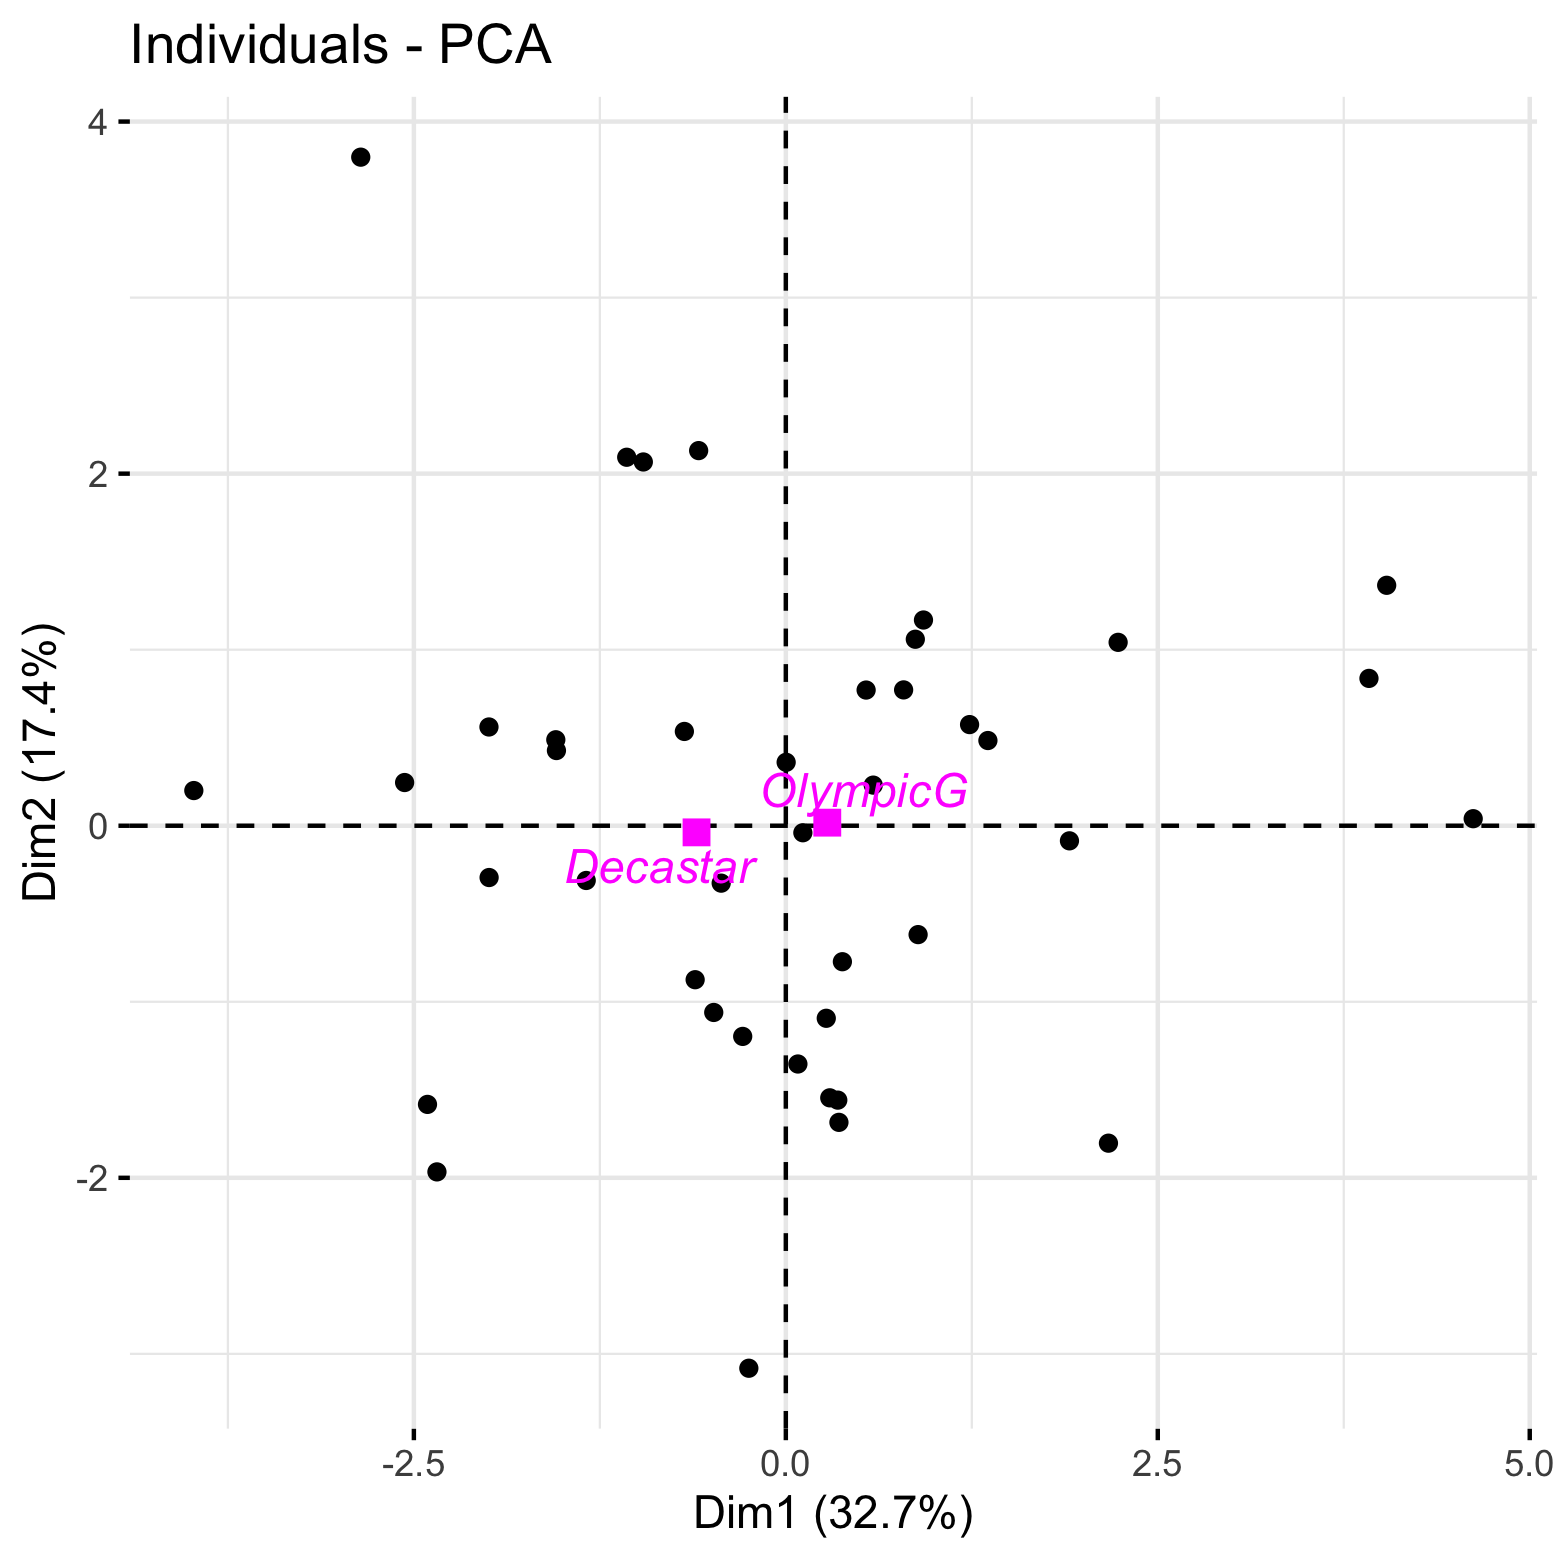 Individuals - PCA
4
2
0
-2
Dim2 (17.4%)
OlympicG
Decastar
-2.5 0.0 2.5 5.0
Dim1 (32.7%)